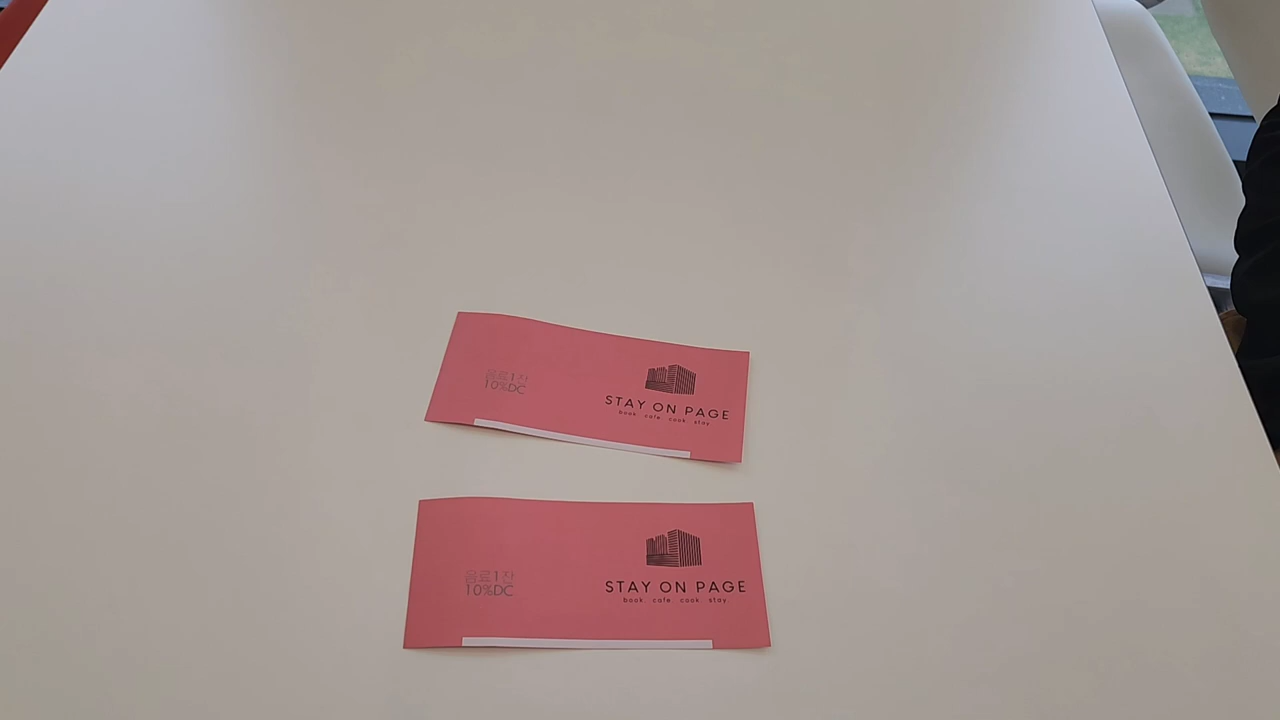 음료1잔
10%DC
STAY ON PAGE
book. cafe. cook. stay.
음료1잔
10%DC
STAY ON PAGE
book. cafe. cook. stay.